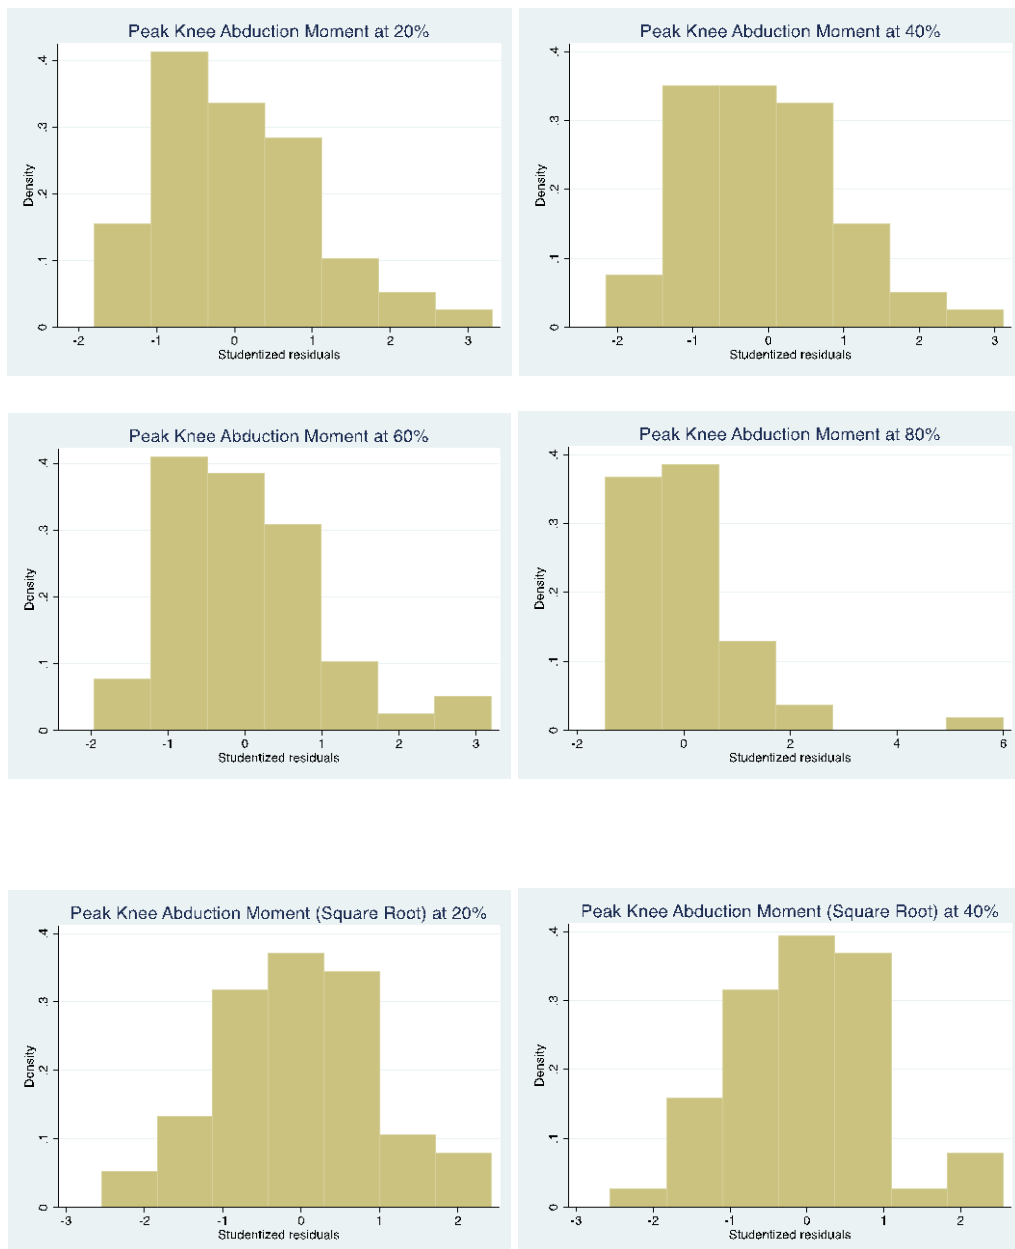 Peak Knee Abduction Moment at 20%
Density
.4
.3
.2
.1
0
-2 -1 0 1 2 3
Studentized residuals
Peak Knee Abduction Moment at 40%
Density
.4
.3
.2
.1
0
-2 -1 0 1 2 3
Studentized residuals
Peak Knee Abduction Moment at 60%
Density
.4
.3
.2
.1
0
-2 -1 0 1 2 3
Studentized residuals
Peak Knee Abduction Moment at 80%
Density
.4
.3
.2
.1
0
-2 0 2 4 6
Studentized residuals
Peak Knee Abduction Moment (Square Root) at 20%
Density
.4
.3
.2
.1
0
-3 -2 -1 0 1 2
Studentized residuals
Peak Knee Abduction Moment (Square Root) at 40%
Density
.4
.3
.2
.1
0
-3 -2 -1 0 1 2
Studentized residuals